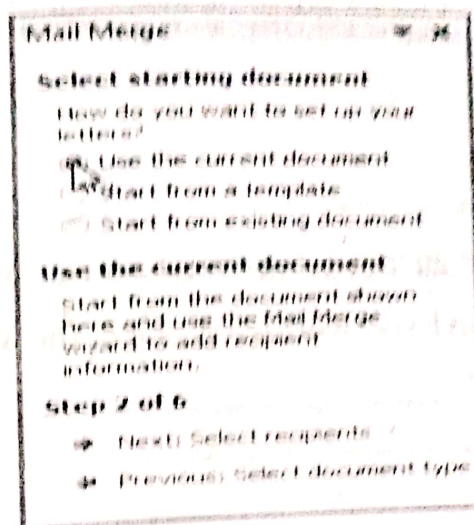 Mail Merge
Select starting document
How do you want to set up your
letters?
Use the current document
Start from a template
Start from existing document
Use the current document
Start from the document shown
here and use the Mail Merge
wizard to add recipient
information.
Step 2 of 6
Next: Select recipients
Previous: Select document type